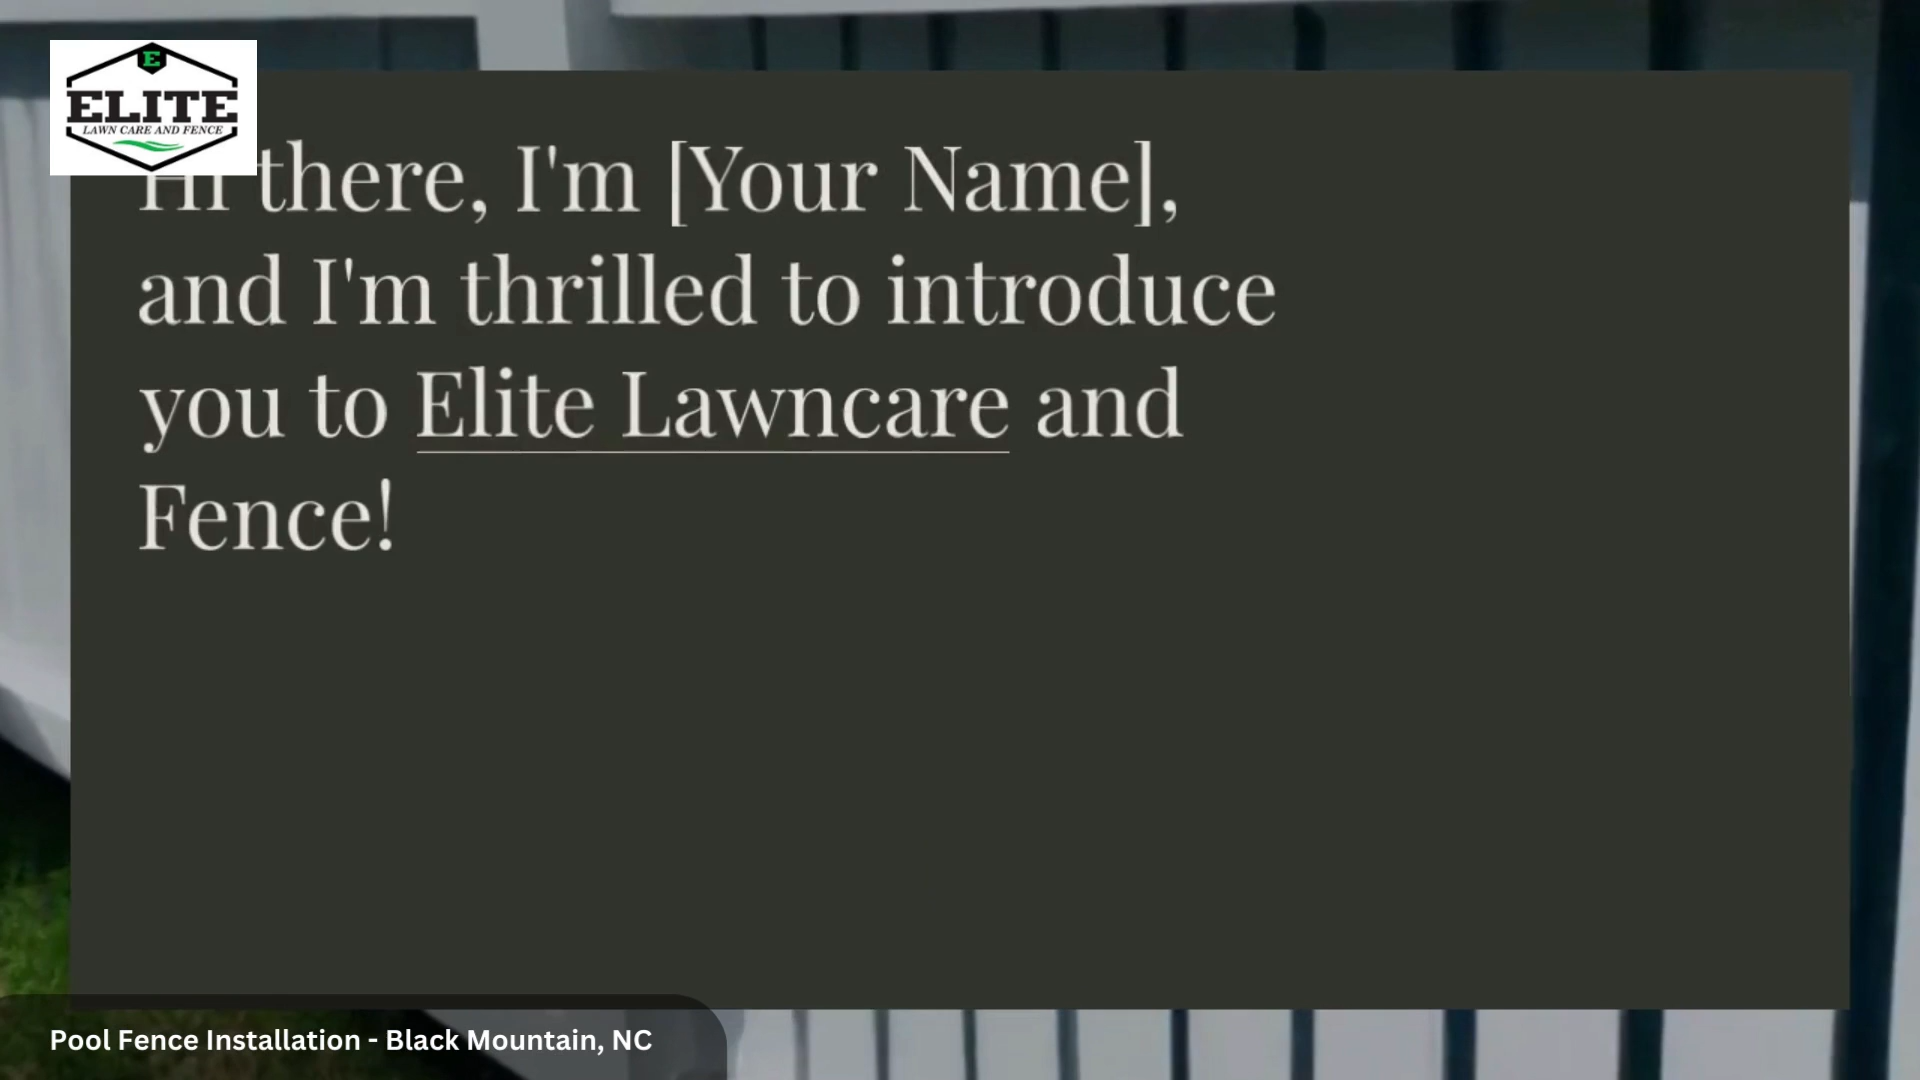 E
ELITE
LAWN CARE AND FENCE
Hi there, I'm [Your Name],
and I'm thrilled to introduce
you to Elite Lawncare and
Fence!
Pool Fence Installation - Black Mountain, NC